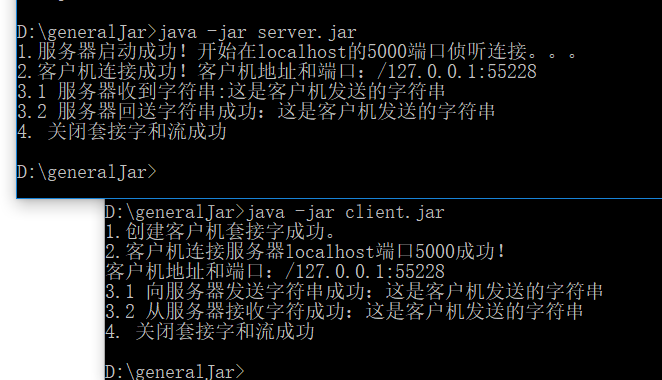 D:\generalJar>java -jar server.jar
1.服务器启动成功！开始在localhost的5000端口侦听连接。。。
2.客户机连接成功！客户机地址和端口：/127.0.0.1:55228
3.1 服务器收到字符串:这是客户机发送的字符串
3.2 服务器回送字符串成功：这是客户机发送的字符串
4. 关闭套接字和流成功
D:\generalJar>
D:\generalJar>java -jar client.jar
1.创建客户机套接字成功。
2.客户机连接服务器localhost端口5000成功！
客户机地址和端口：/127.0.0.1:55228
3.1 向服务器发送字符串成功：这是客户机发送的字符串
3.2 从服务器接收字符成功：这是客户机发送的字符串
4. 关闭套接字和流成功
D:\generalJar>